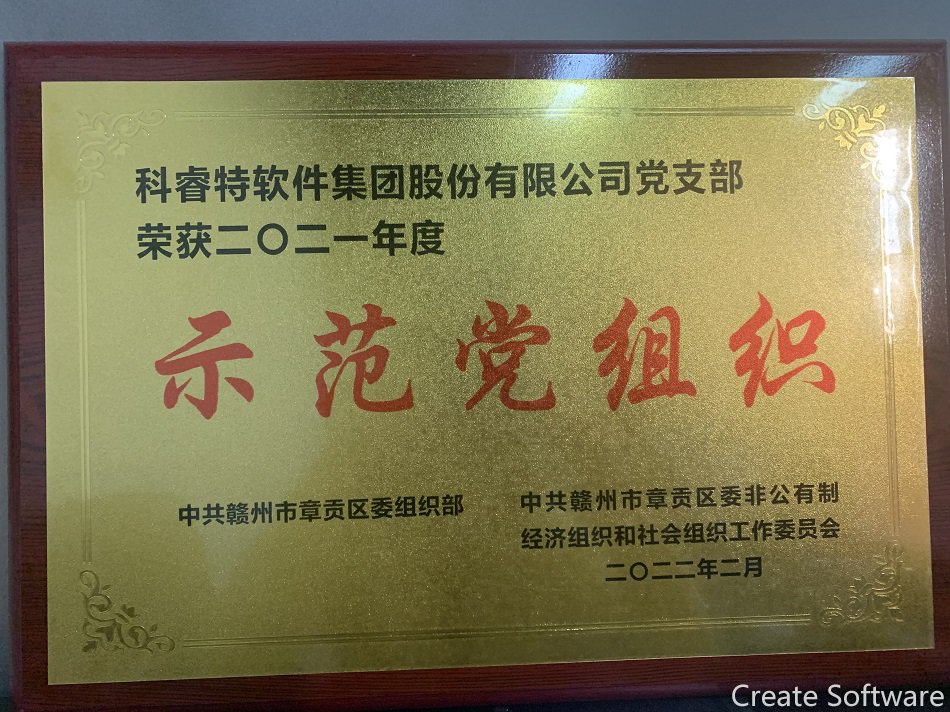 科睿特软件集团股份有限公司党支部
荣获二〇二一年度
示范党组织
中共赣州市章贡区委组织部
中共赣州市章贡区委非公有制
经济组织和社会组织工作委员会
二〇二二年二月
Create Software